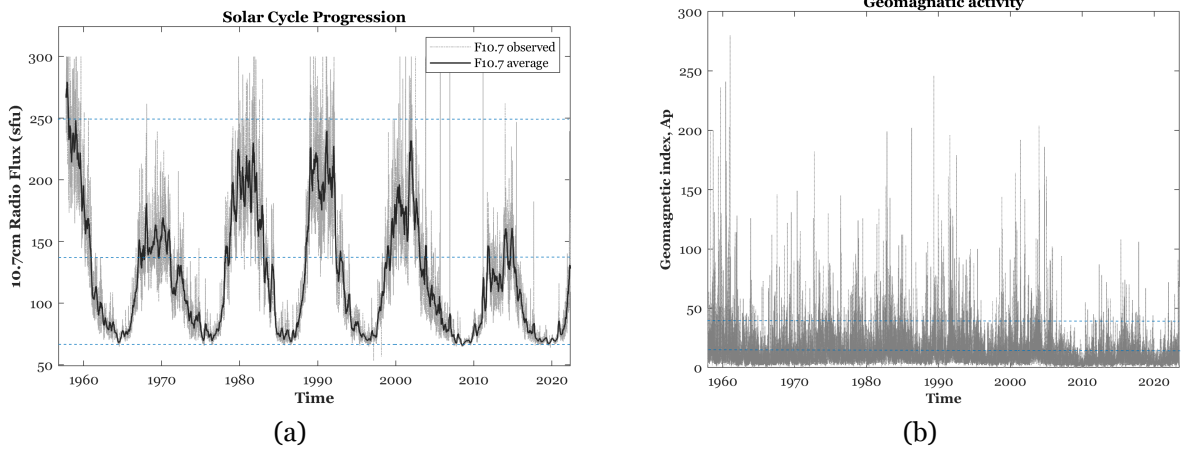 Solar Cycle Progression
F10.7 observed
F10.7 average
10.7cm Radio Flux (sfu)
300
250
200
150
100
50
1960 1970 1980 1990 2000 2010 2020
Time
(a)
Geomagnatic activity
Geomagnetic index, Ap
300
250
200
150
100
50
0
1960 1970 1980 1990 2000 2010 2020
Time
(b)